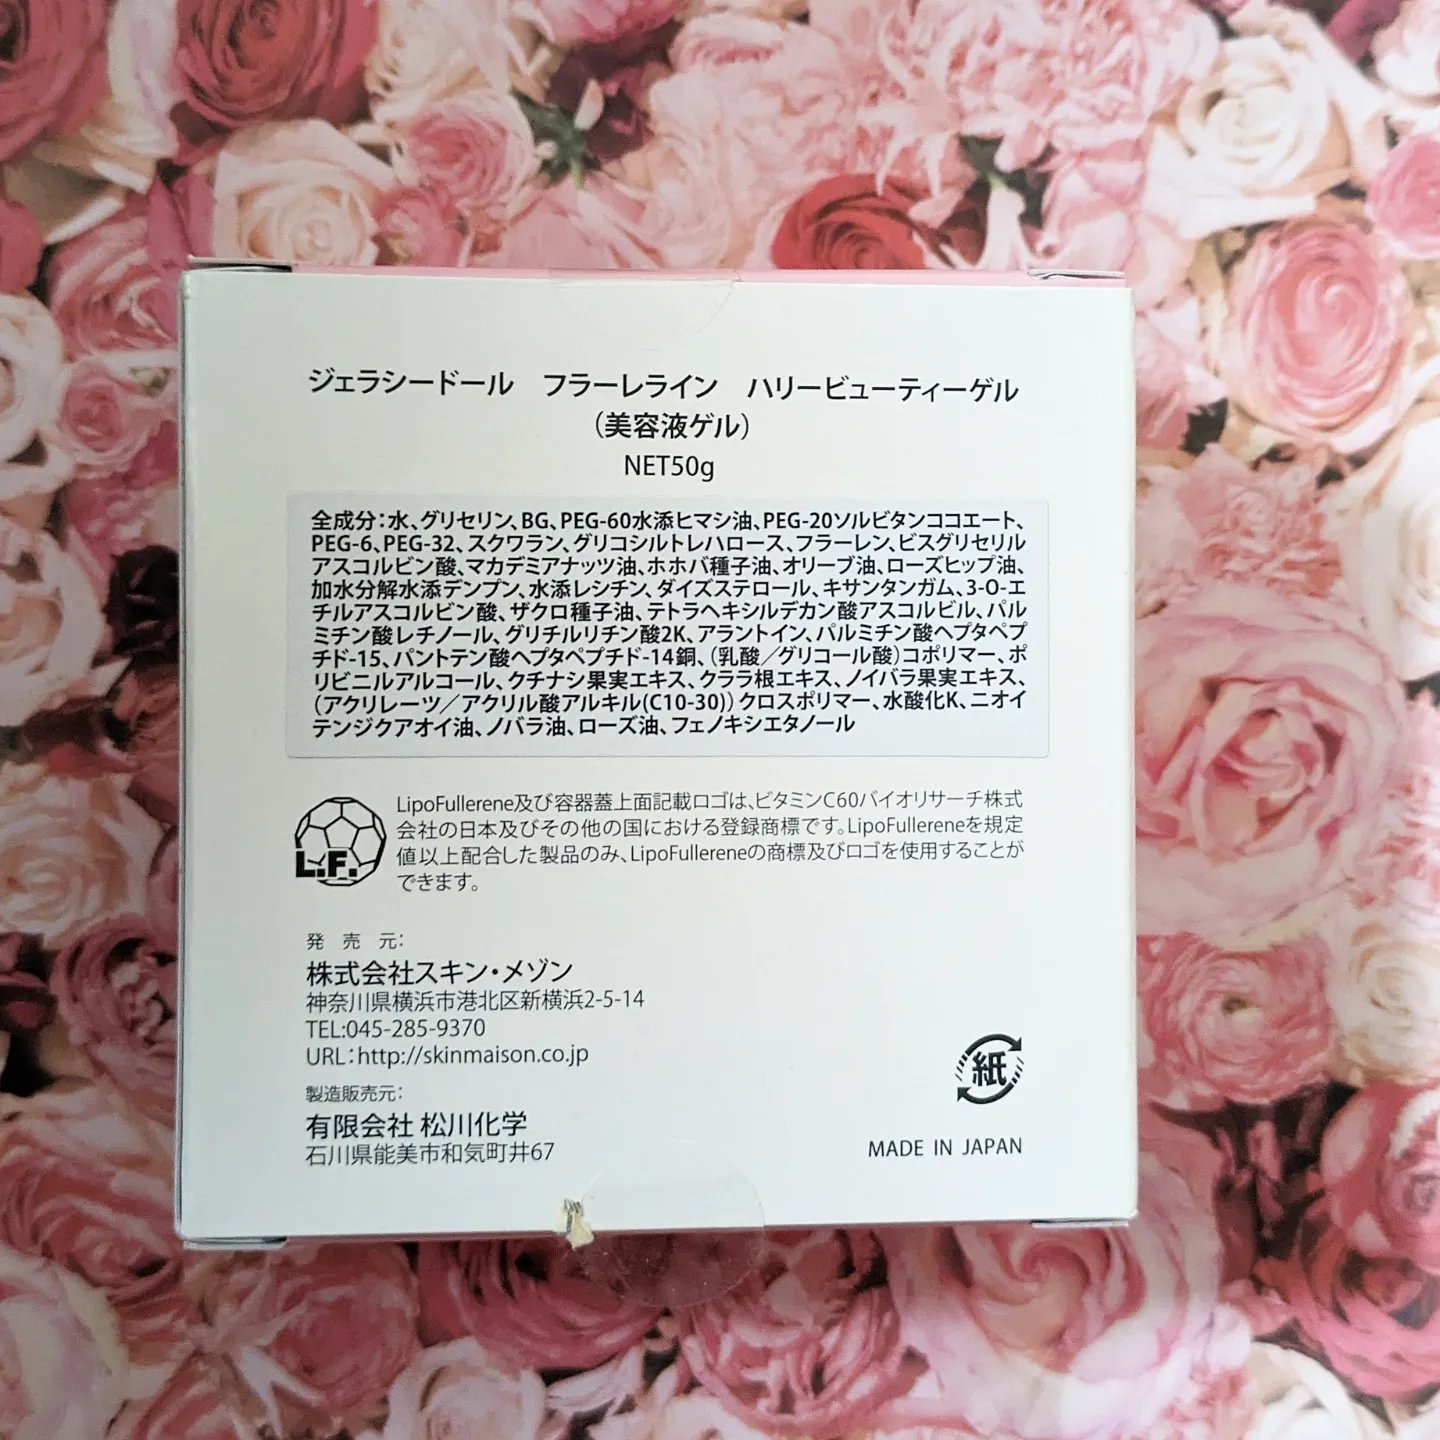 ジェラシードール　フラーレライン　ハリービューティーゲル
（美容液ゲル）
NET50g
全成分：水、グリセリン、BG、PEG-60水添ヒマシ油、PEG-20ソルビタンココエート、
PEG-6、PEG-32、スクワラン、グリコシルトレハロース、フラーレン、ビスグリセリル
アスコルビン酸、マカデミアナッツ油、ホホバ種子油、オリーブ油、ローズヒップ油、
加水分解水添デンプン、水添レシチン、ダイズステロール、キサンタンガム、3-O-エ
チルアスコルビン酸、ザクロ種子油、テトラヘキシルデカン酸アスコルビル、パル
ミチン酸レチノール、グリチルリチン酸2K、アラントイン、パルミチン酸ヘプタペプ
チド-15、パントテン酸ヘプタペプチド-14銅、（乳酸／グリコール酸）コポリマー、ポ
リビニルアルコール、クチナシ果実エキス、クララ根エキス、ノイバラ果実エキス、
（アクリレーツ／アクリル酸アルキル(C10-30)）クロスポリマー、水酸化K、ニオイ
テンジクアオイ油、ノバラ油、ローズ油、フェノキシエタノール
L.F.
LipoFullerene及び容器蓋上面記載ロゴは、ビタミンC60バイオリサーチ株式
会社の日本及びその他の国における登録商標です。LipoFullereneを規定
値以上配合した製品のみ、LipoFullereneの商標及びロゴを使用することが
できます。
発　売　元：
株式会社スキン・メゾン
神奈川県横浜市港北区新横浜2-5-14
TEL:045-285-9370
URL：http://skinmaison.co.jp
製造販売元：
有限会社 松川化学
石川県能美市和気町井67
紙
MADE IN JAPAN